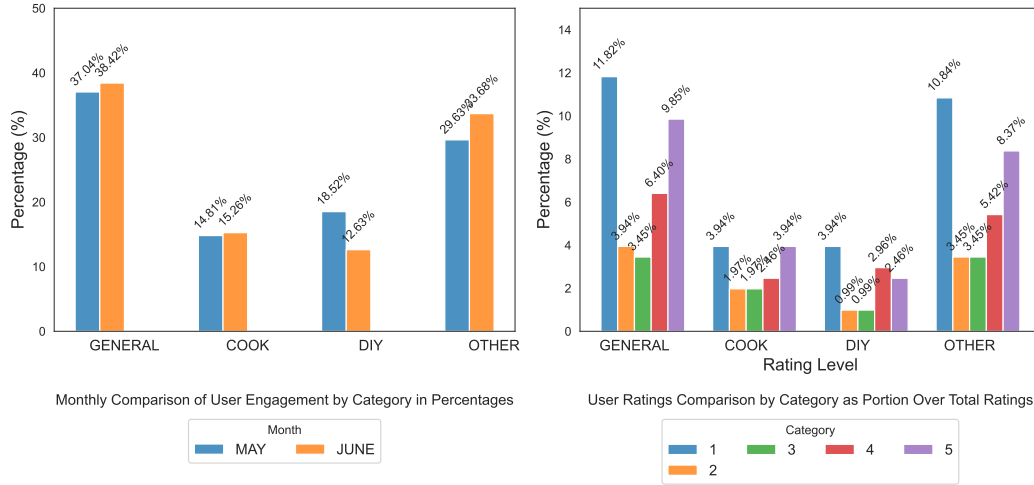 50
40
30
20
10
0
Percentage (%)
37.04%
38.42%
14.81%
15.26%
18.52%
12.63%
29.63%
33.68%
GENERAL
COOK
DIY
OTHER
Monthly Comparison of User Engagement by Category in Percentages
Month
MAY
JUNE
14
12
10
8
6
4
2
0
Percentage (%)
11.82%
3.94%
3.45%
6.40%
9.85%
3.94%
1.97%
1.97%
2.46%
3.94%
3.94%
0.99%
0.99%
2.96%
2.46%
10.84%
3.45%
3.45%
5.42%
8.37%
GENERAL
COOK
DIY
OTHER
Rating Level
User Ratings Comparison by Category as Portion Over Total Ratings
Category
1
2
3
4
5